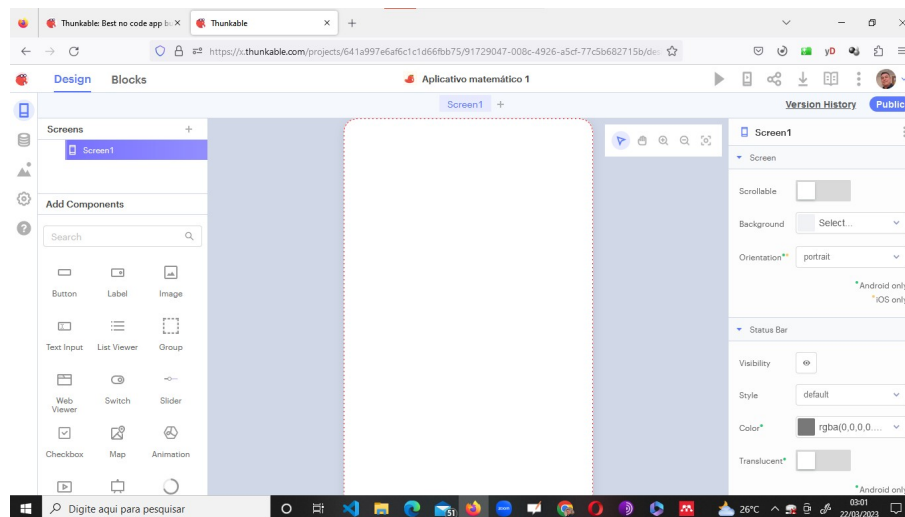 Thunkable: Best no code app bu
Thunkable
https://x.thunkable.com/projects/641a997e6af6c1c1d66fbb75/91729047-008c-4926-a5cf-77c5b682715b/de
yD
Design
Blocks
Aplicativo matemático 1
Screen1 +
Version History
Public
Screens +
Screen1
Add Components
Search
Button
Label
Image
Text Input
List Viewer
Group
Web Viewer
Switch
Slider
Checkbox
Map
Animation
Screen1
Screen
Scrollable
Background
Select...
Orientation**
portrait
*Android only
*iOS only
Status Bar
Visibility
Style
default
Color*
rgba(0,0,0,0....
Translucent*
*Android only
Digite aqui para pesquisar
51
zoom
26°C
03:01
22/03/2023